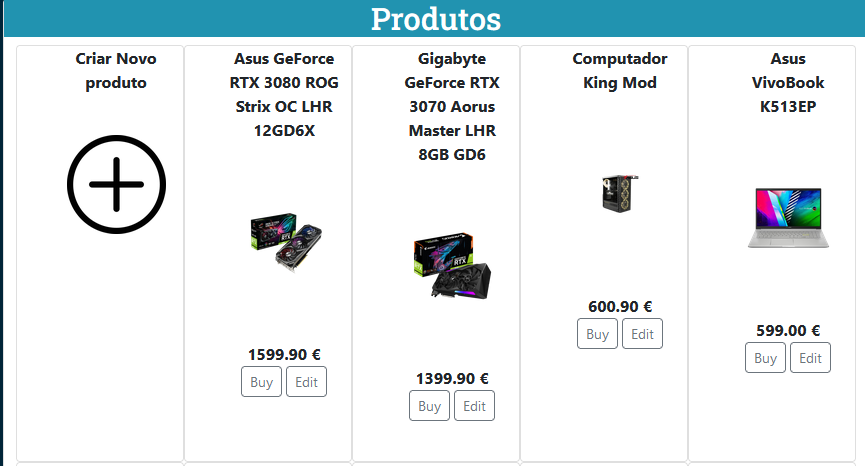 Produtos
Criar Novo
produto
Asus GeForce
RTX 3080 ROG
Strix OC LHR
12GD6X
1599.90 €
Buy Edit
Gigabyte
GeForce RTX
3070 Aorus
Master LHR
8GB GD6
1399.90 €
Buy Edit
Computador
King Mod
600.90 €
Buy Edit
Asus
VivoBook
K513EP
599.00 €
Buy Edit